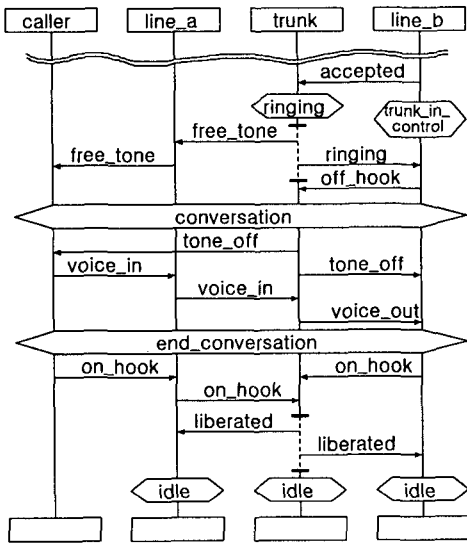 caller line_a trunk line_b
accepted
ringing
trunk_in_
control
free_tone
free_tone
ringing
off_hook
conversation
tone_off
voice_in
tone_off
voice_in
voice_out
end_conversation
on_hook
on_hook
on_hook
liberated
liberated
idle idle idle